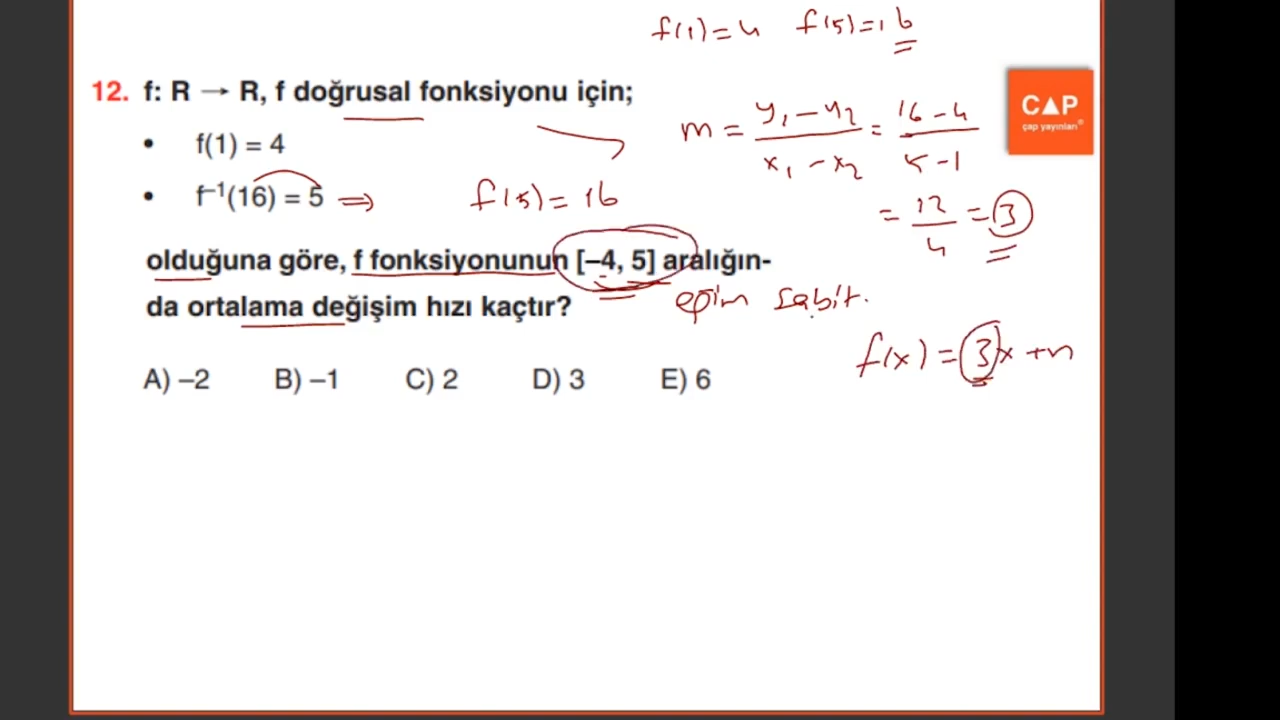 f(1) = 4 f(5) = 16
12. f: R → R, f doğrusal fonksiyonu için;
• f(1) = 4
• f⁻¹(16) = 5 ⇒ f(5) = 16
m = y₁ – y₂ / x₁ – x₂ = 16 – 4 / 5 – 1
= 12 / 4 = 3
CAP
çap yayınları®
olduğuna göre, f fonksiyonunun [–4, 5] aralığın-
da ortalama değişim hızı kaçtır?
eğim sabit.
f(x) = 3x + n
A) –2 B) –1 C) 2 D) 3 E) 6